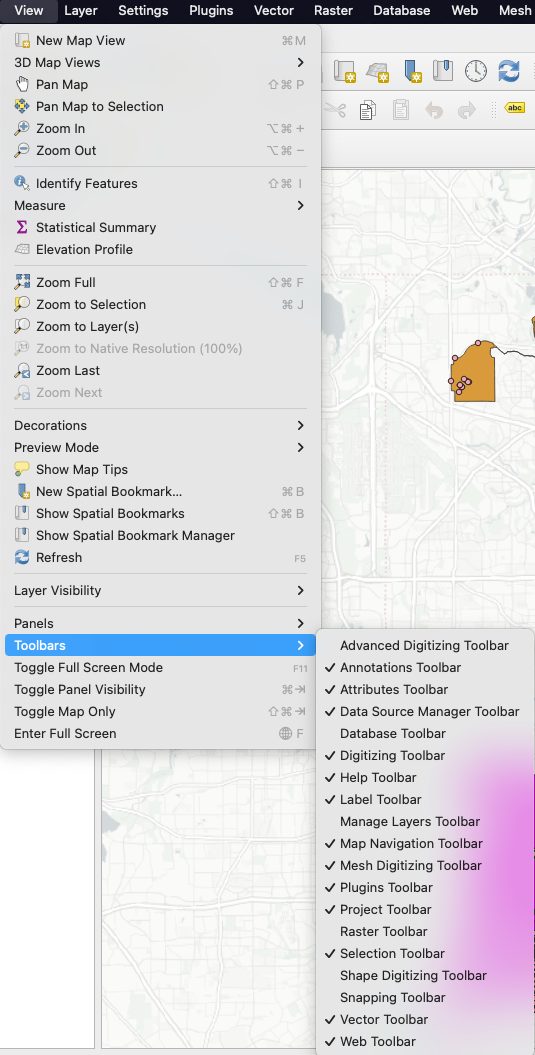 View Layer Settings Plugins Vector Raster Database Web Mesh
New Map View ⌘M
3D Map Views
Pan Map ⇧⌘ P
Pan Map to Selection
Zoom In ⌥⌘ +
Zoom Out ⌥⌘ −
Identify Features ⇧⌘ I
Measure
Statistical Summary
Elevation Profile
Zoom Full ⇧⌘ F
Zoom to Selection ⌘ J
Zoom to Layer(s)
Zoom to Native Resolution (100%)
Zoom Last
Zoom Next
Decorations
Preview Mode
Show Map Tips
New Spatial Bookmark... ⌘ B
Show Spatial Bookmarks ⇧⌘ B
Show Spatial Bookmark Manager
Refresh F5
Layer Visibility
Panels
Toolbars
Toggle Full Screen Mode F11
Toggle Panel Visibility ⌘⇥
Toggle Map Only ⇧⌘⇥
Enter Full Screen 🌐 F
abc
Advanced Digitizing Toolbar
✓ Annotations Toolbar
✓ Attributes Toolbar
✓ Data Source Manager Toolbar
Database Toolbar
✓ Digitizing Toolbar
✓ Help Toolbar
✓ Label Toolbar
Manage Layers Toolbar
✓ Map Navigation Toolbar
✓ Mesh Digitizing Toolbar
✓ Plugins Toolbar
✓ Project Toolbar
Raster Toolbar
✓ Selection Toolbar
Shape Digitizing Toolbar
Snapping Toolbar
✓ Vector Toolbar
✓ Web Toolbar